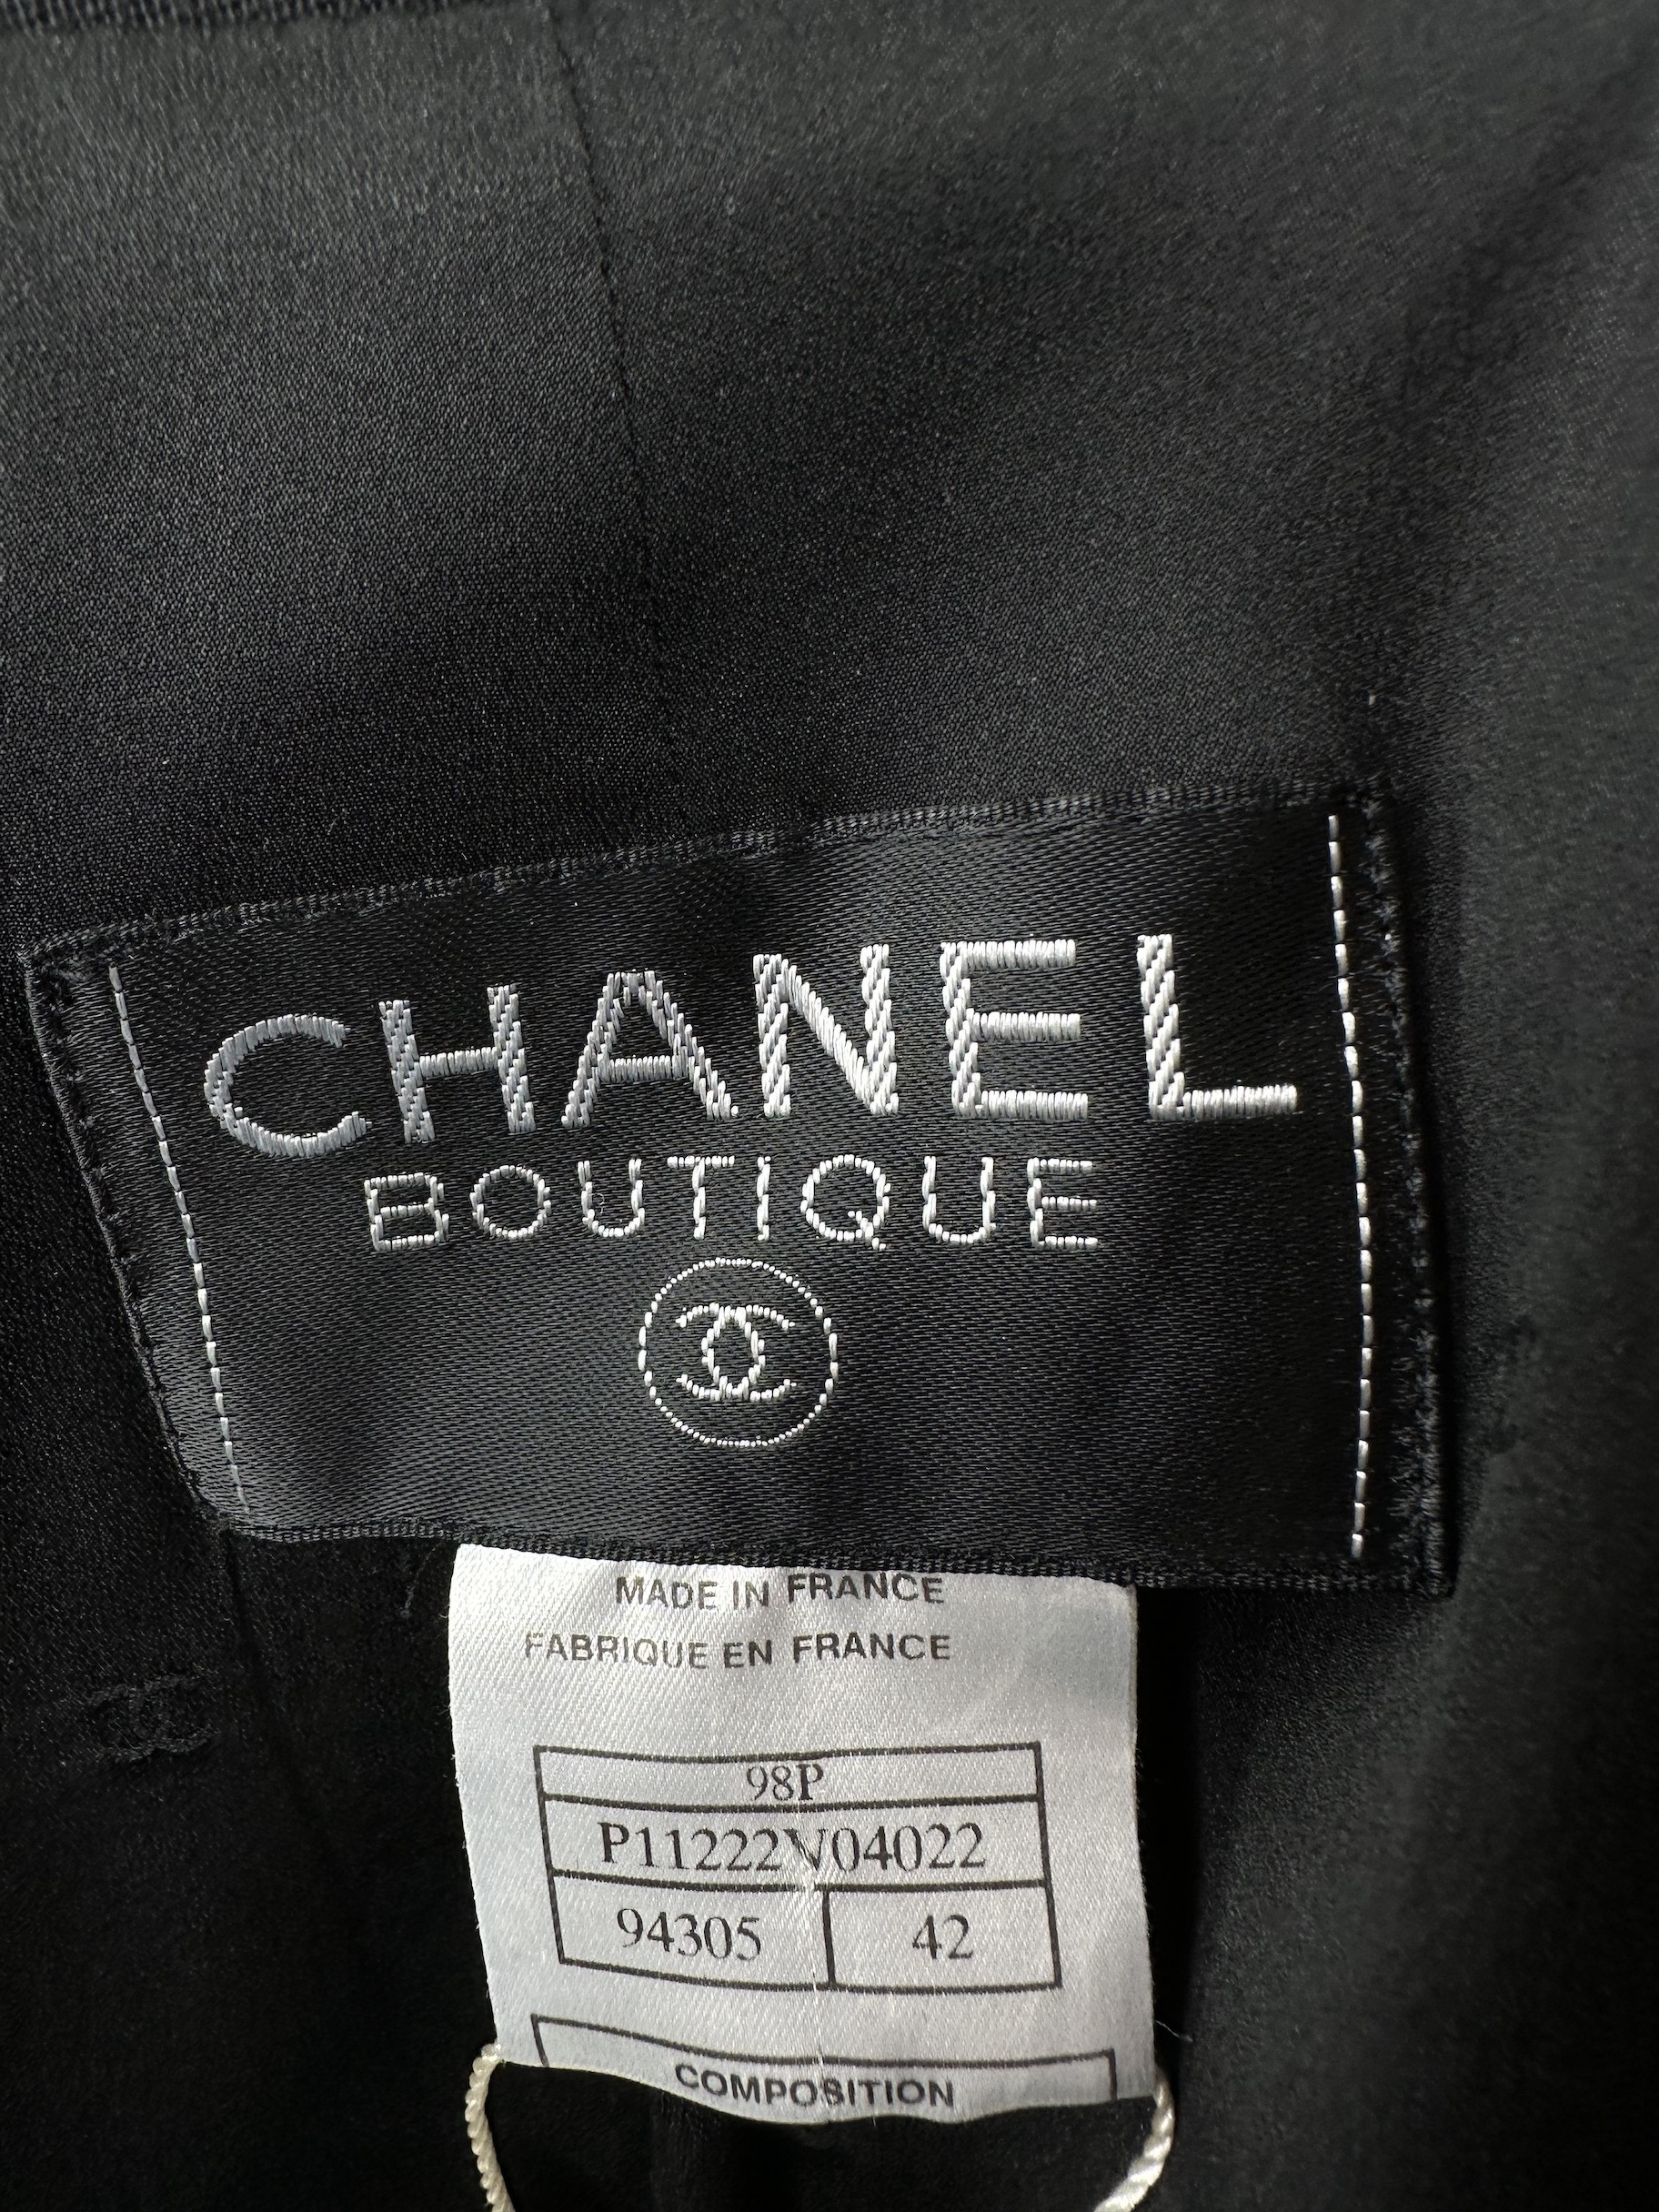 CHANEL
BOUTIQUE
MADE IN FRANCE
FABRIQUE EN FRANCE
98P
P11222V04022
94305 42
COMPOSITION